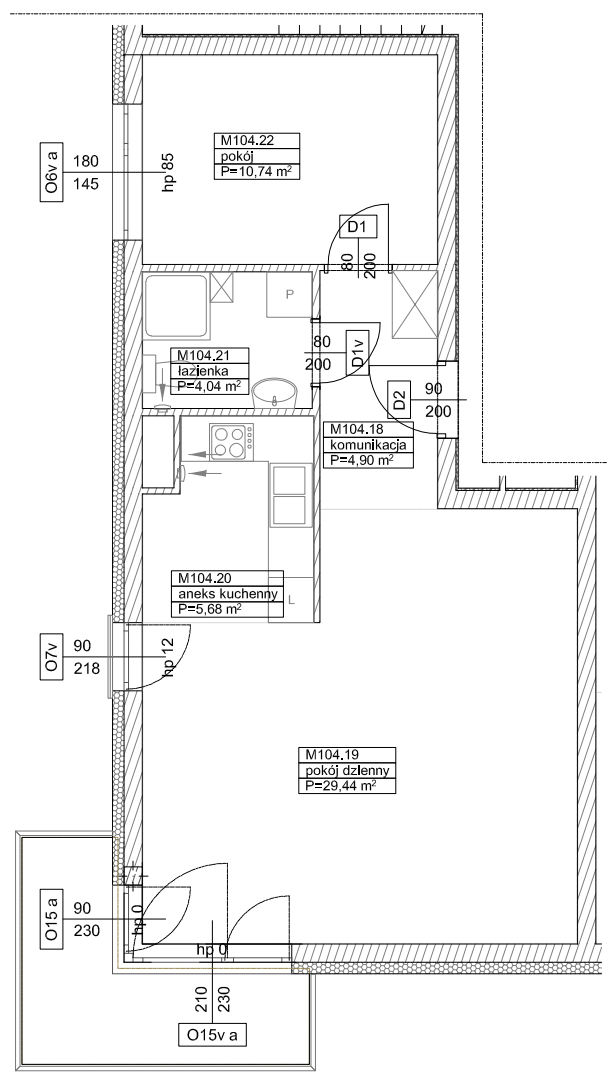 M104.22
pokój
P=10,74 m²
O6v a
180
145
hp 85
D1
80
200
P
M104.21
łazienka
P=4,04 m²
80
200
D1v
D2
90
200
M104.18
komunikacja
P=4,90 m²
M104.20
aneks kuchenny
P=5,68 m²
L
O7v
90
218
hp 12
M104.19
pokój dzienny
P=29,44 m²
O15 a
90
230
hp 0
hp 0
210
230
O15v a